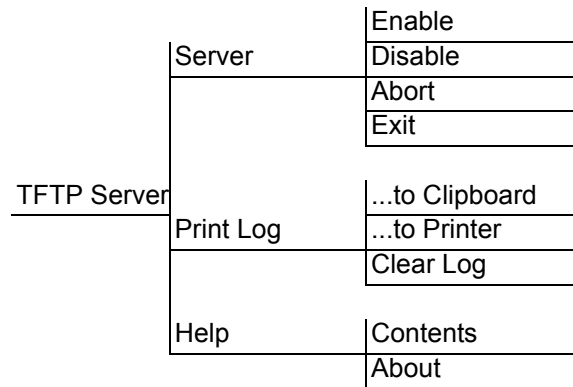 Enable
Server
Disable
Abort
Exit
TFTP Server
...to Clipboard
Print Log
...to Printer
Clear Log
Help
Contents
About